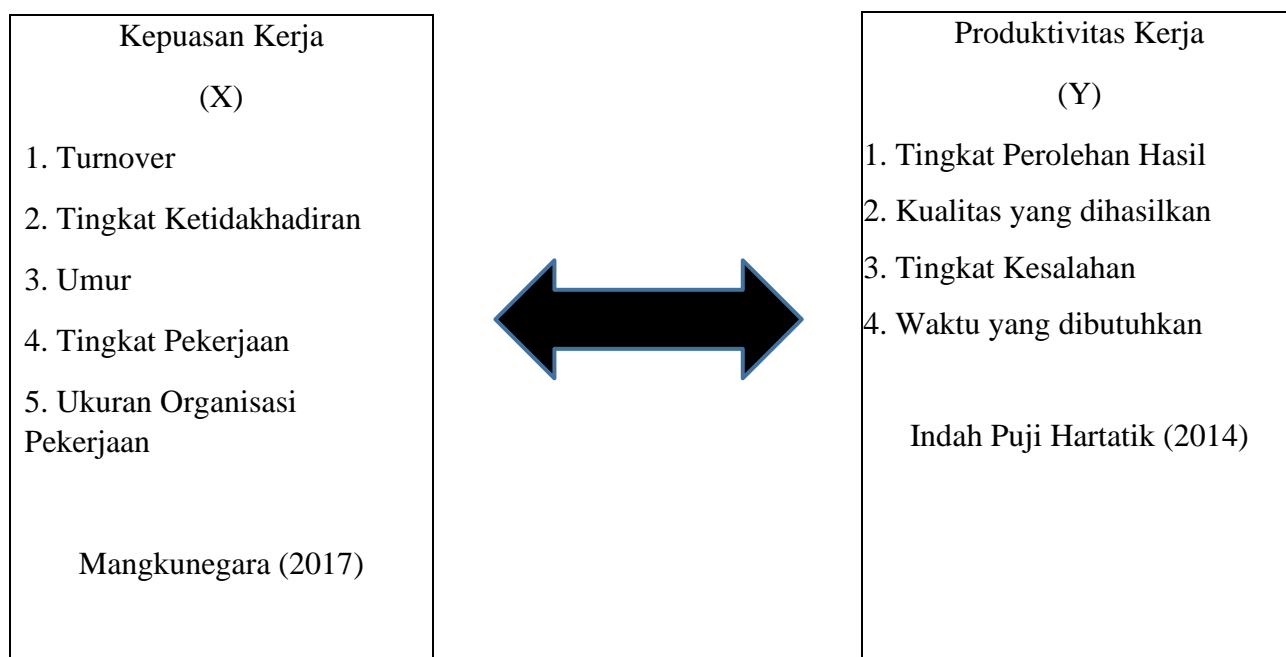 Kepuasan Kerja
(X)
1. Turnover
2. Tingkat Ketidakhadiran
3. Umur
4. Tingkat Pekerjaan
5. Ukuran Organisasi
Pekerjaan
Mangkunegara (2017)
Produktivitas Kerja
(Y)
1. Tingkat Perolehan Hasil
2. Kualitas yang dihasilkan
3. Tingkat Kesalahan
4. Waktu yang dibutuhkan
Indah Puji Hartatik (2014)